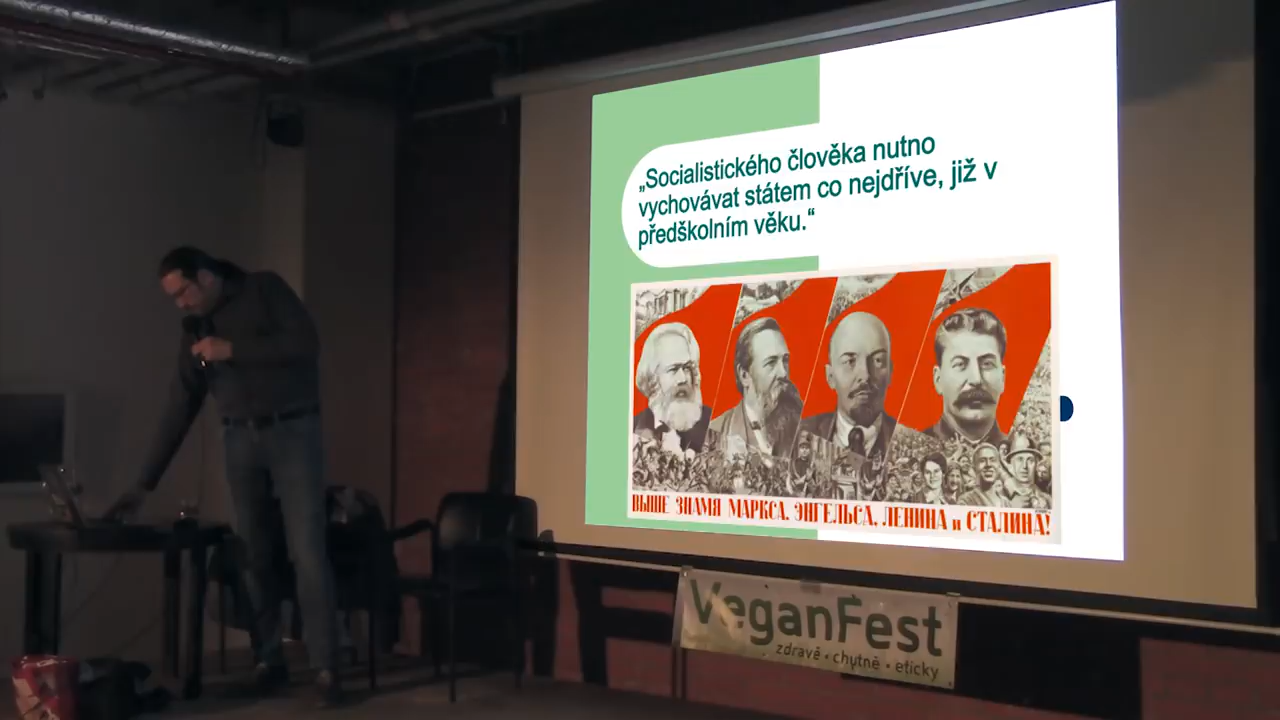 „Socialistického člověka nutno
vychovávat státem co nejdříve, již v
předškolním věku.“
ВЫШЕ ЗНАМЯ МАРКСА, ЭНГЕЛЬСА, ЛЕНИНА и СТАЛИНА!
VeganFest
zdravě • chutně • eticky